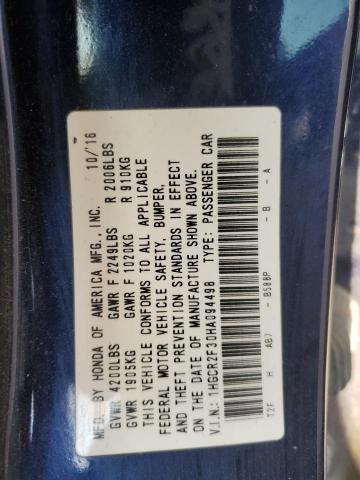 MFD. BY HONDA OF AMERICA MFG., INC. 10/'16
GVWR 4200LBS GAWR F 2249LBS R 2006LBS
GVWR 1905KG GAWR F 1020KG R 910KG
THIS VEHICLE CONFORMS TO ALL APPLICABLE
FEDERAL MOTOR VEHICLE SAFETY, BUMPER,
AND THEFT PREVENTION STANDARDS IN EFFECT
ON THE DATE OF MANUFACTURE SHOWN ABOVE.
V.I.N.: 1HGCR2F30HA094498 TYPE: PASSENGER CAR
T2F H AB7 - B588P - B - A